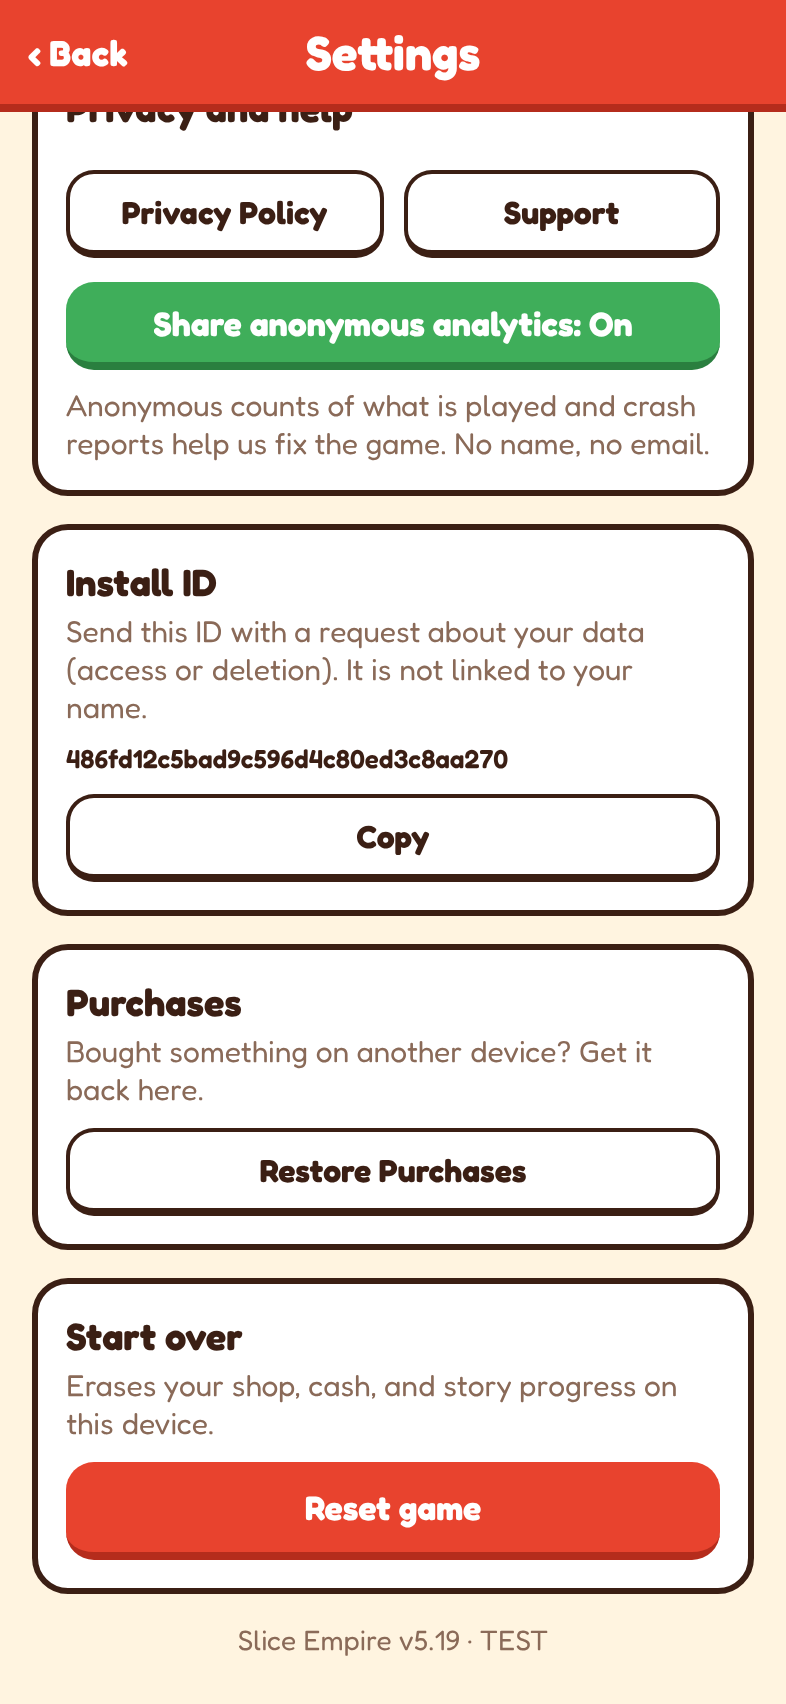 ‹ Back
Settings
Privacy and help
Privacy Policy
Support
Share anonymous analytics: On
Anonymous counts of what is played and crash
reports help us fix the game. No name, no email.
Install ID
Send this ID with a request about your data
(access or deletion). It is not linked to your
name.
486fd12c5bad9c596d4c80ed3c8aa270
Copy
Purchases
Bought something on another device? Get it
back here.
Restore Purchases
Start over
Erases your shop, cash, and story progress on
this device.
Reset game
Slice Empire v5.19 · TEST